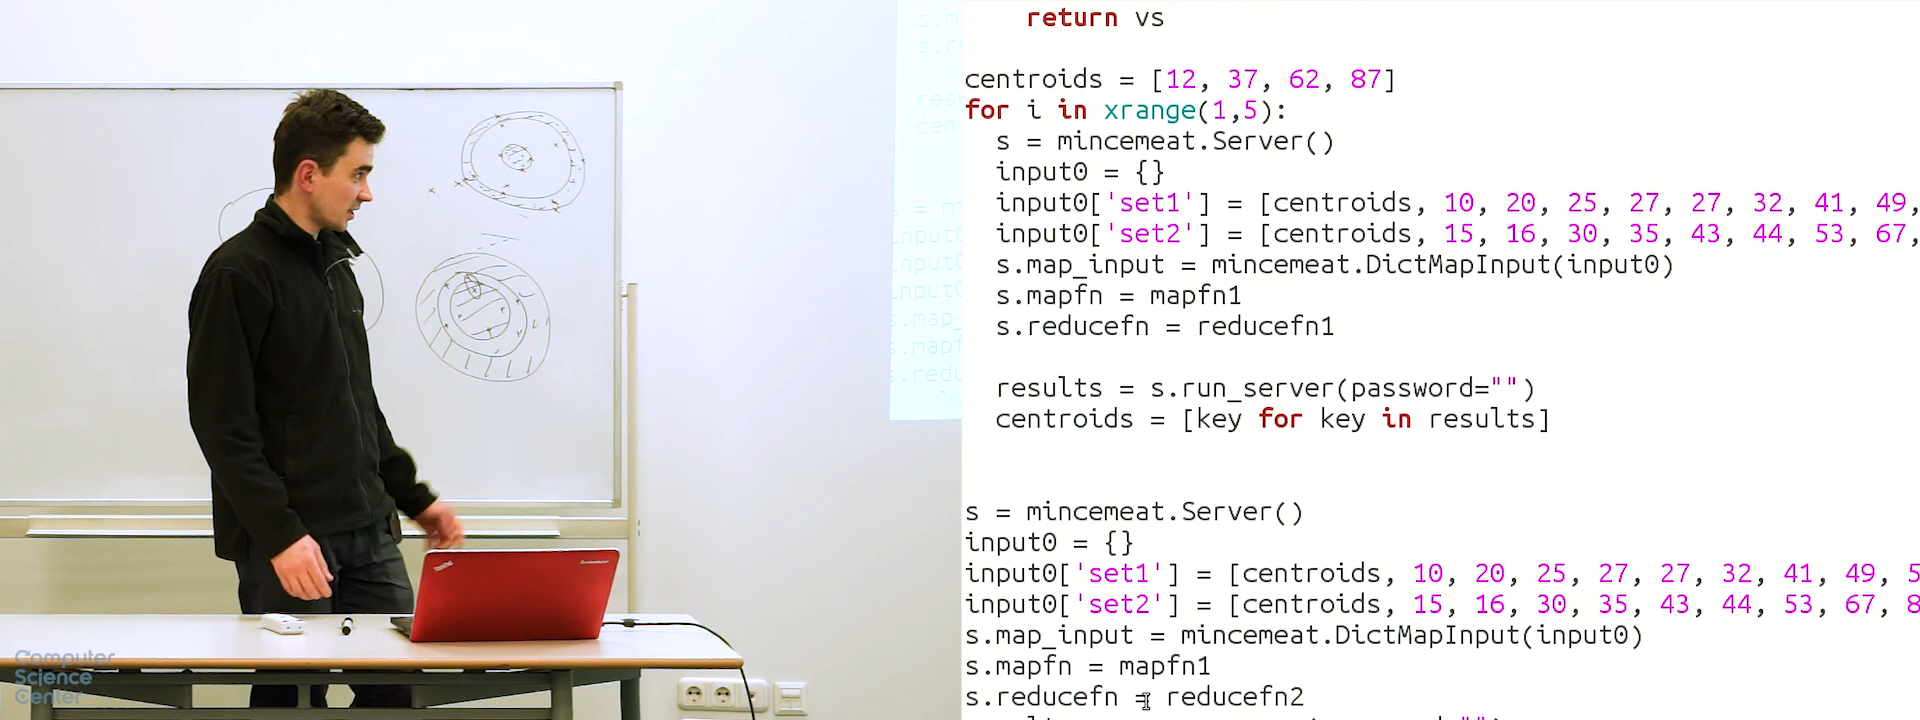 return vs
centroids = [12, 37, 62, 87]
for i in xrange(1,5):
s = mincemeat.Server()
input0 = {}
input0['set1'] = [centroids, 10, 20, 25, 27, 27, 32, 41, 49,
input0['set2'] = [centroids, 15, 16, 30, 35, 43, 44, 53, 67,
s.map_input = mincemeat.DictMapInput(input0)
s.mapfn = mapfn1
s.reducefn = reducefn1
results = s.run_server(password="")
centroids = [key for key in results]
s = mincemeat.Server()
input0 = {}
input0['set1'] = [centroids, 10, 20, 25, 27, 27, 32, 41, 49, 5
input0['set2'] = [centroids, 15, 16, 30, 35, 43, 44, 53, 67, 8
s.map_input = mincemeat.DictMapInput(input0)
s.mapfn = mapfn1
s.reducefn = reducefn2
Computer
Science
Center